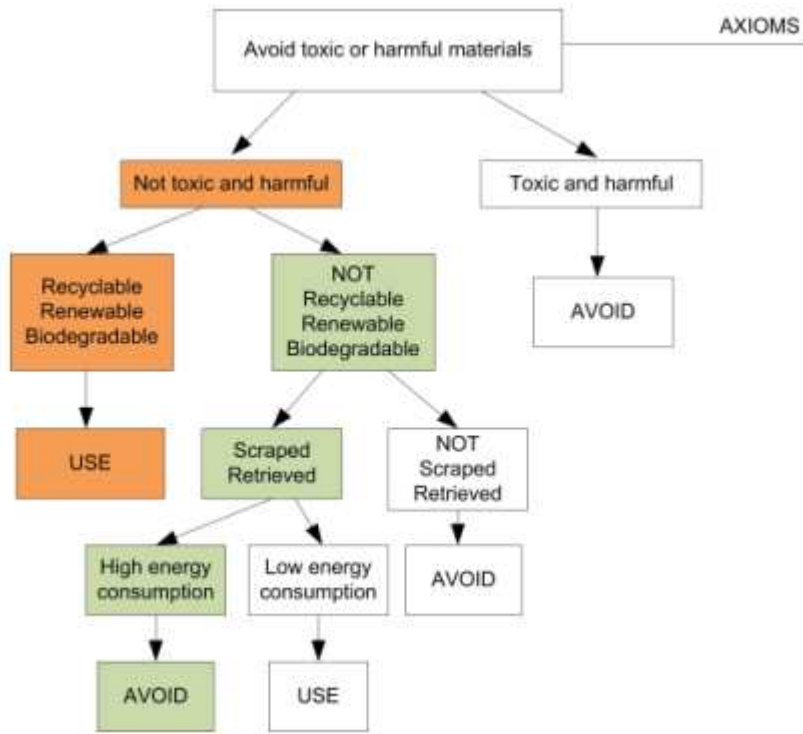 AXIOMS
Avoid toxic or harmful materials
Not toxic and harmful
Toxic and harmful
Recyclable
Renewable
Biodegradable
NOT
Recyclable
Renewable
Biodegradable
AVOID
USE
Scraped
Retrieved
NOT
Scraped
Retrieved
High energy
consumption
Low energy
consumption
AVOID
AVOID
USE